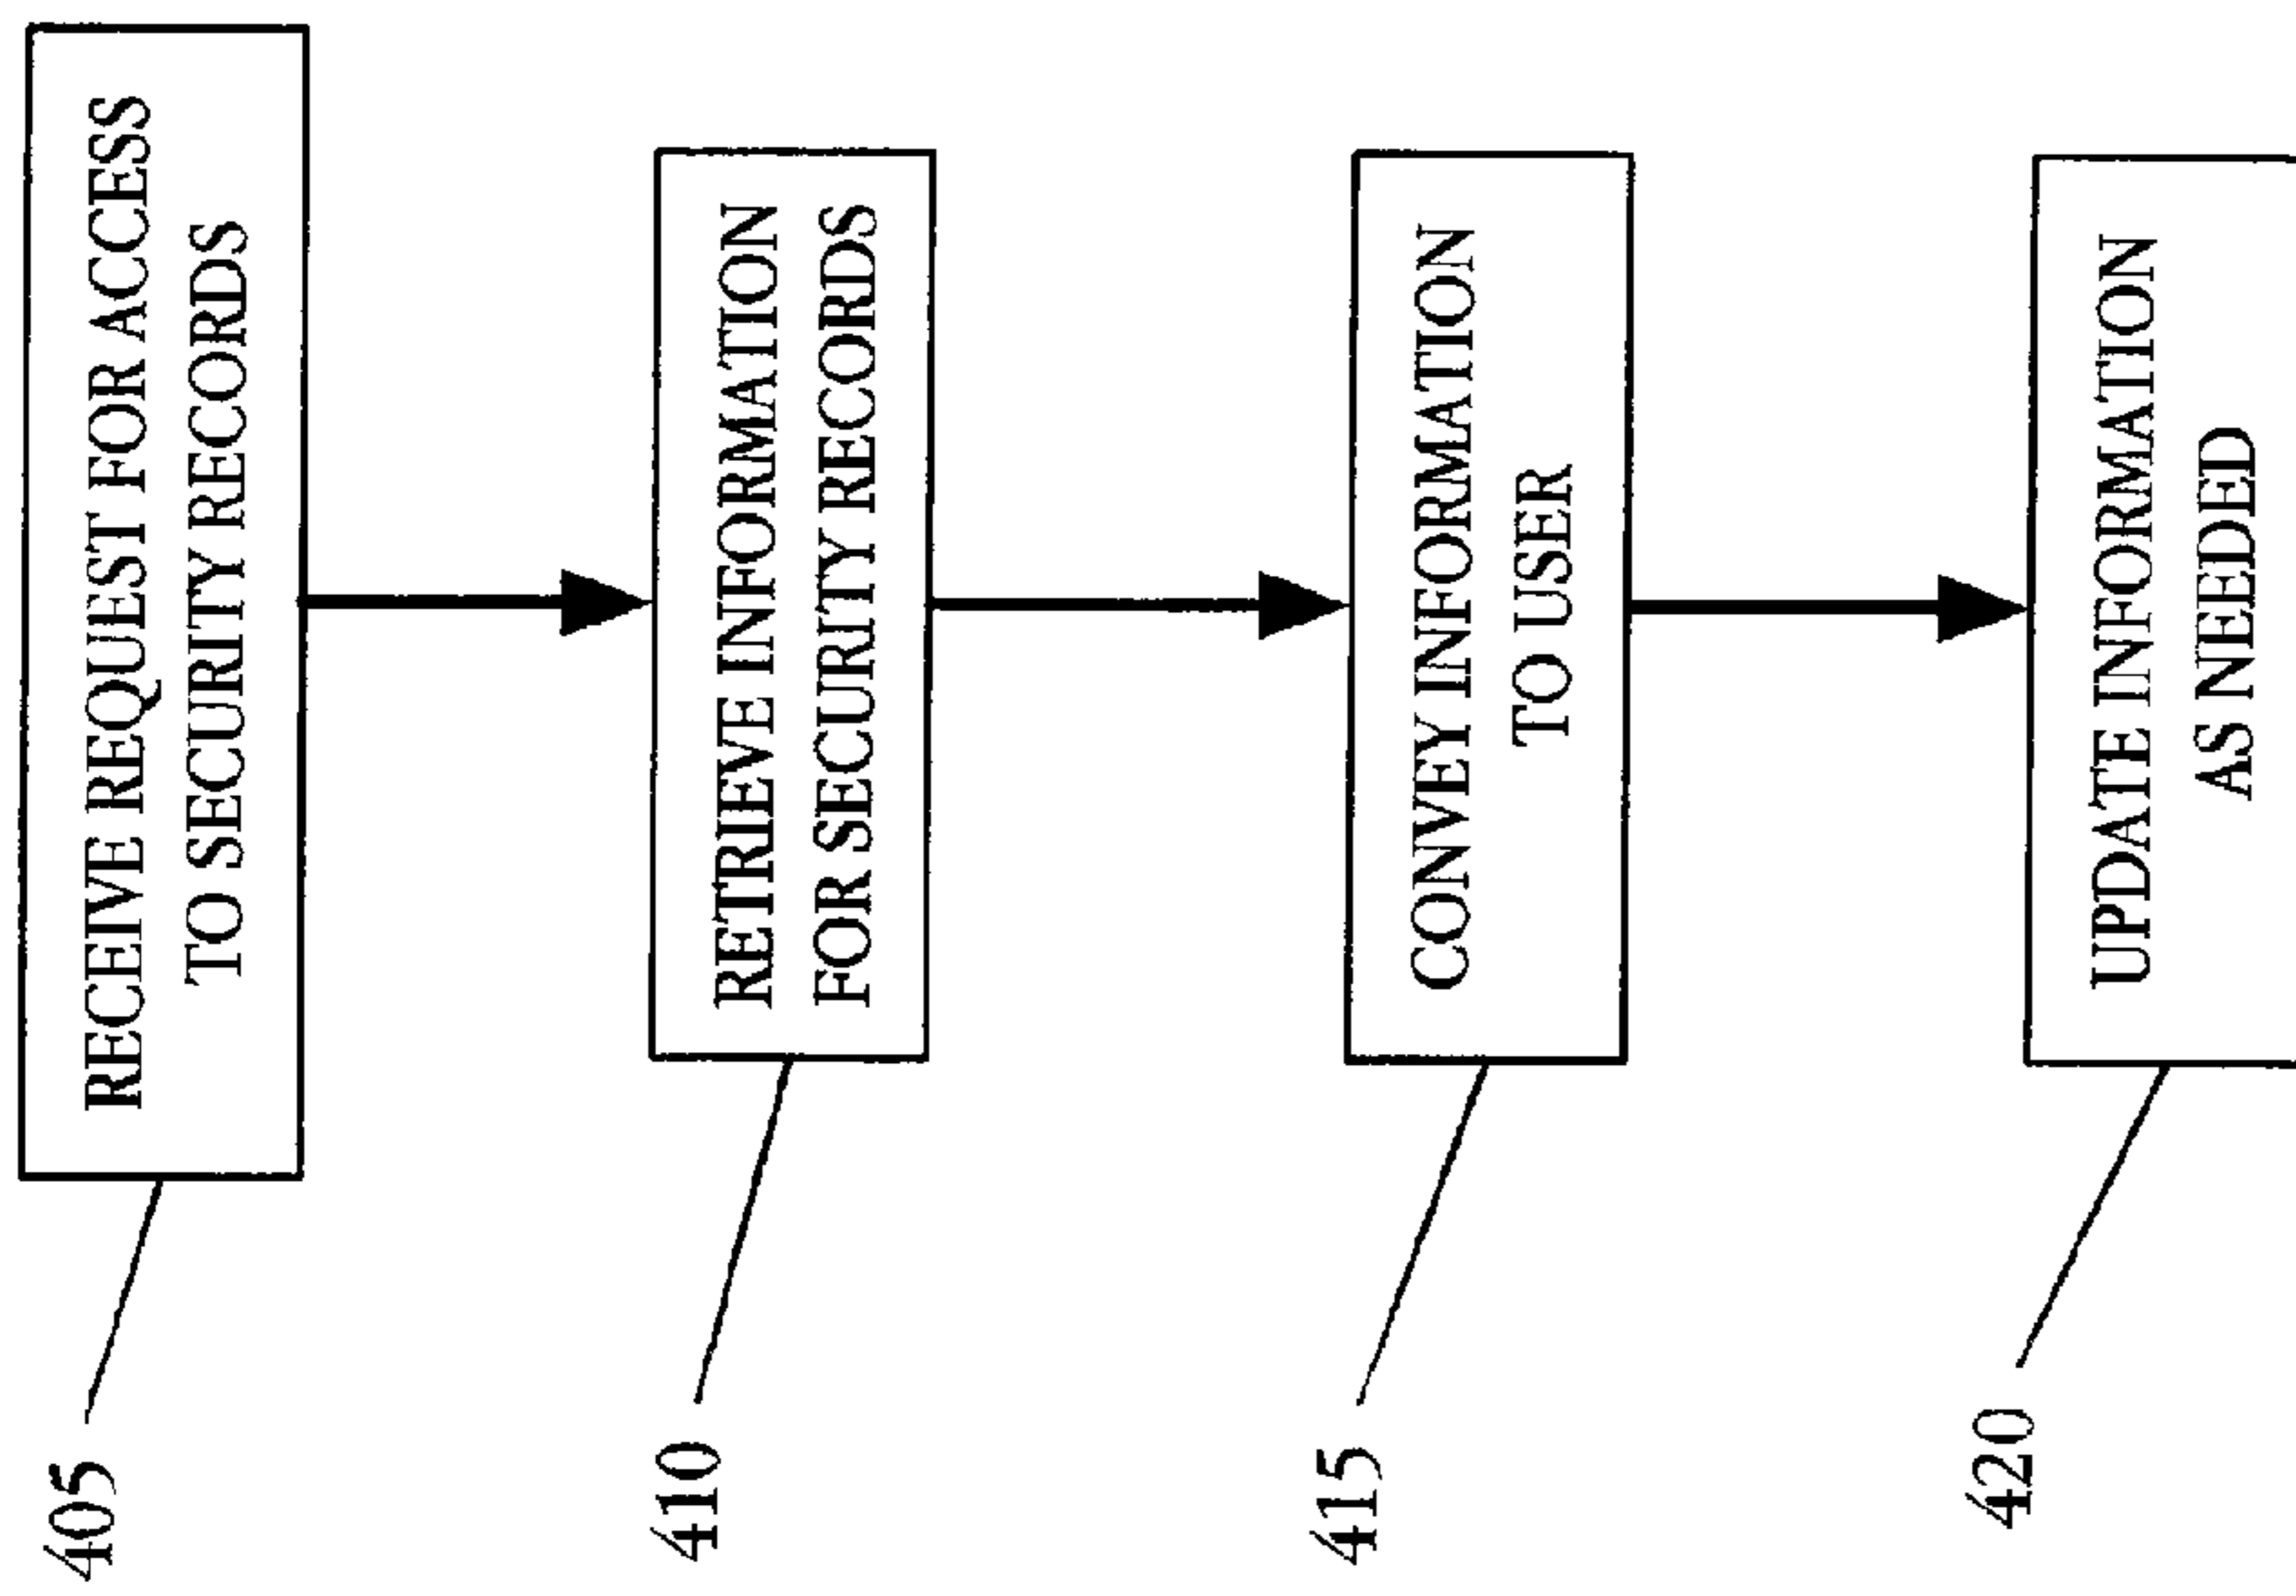 405
RECEIVE REQUEST FOR ACCESS
TO SECURITY RECORDS
410
RETRIEVE INFORMATION
FOR SECURITY RECORDS
415
CONVEY INFORMATION
TO USER
420
UPDATE INFORMATION
AS NEEDED